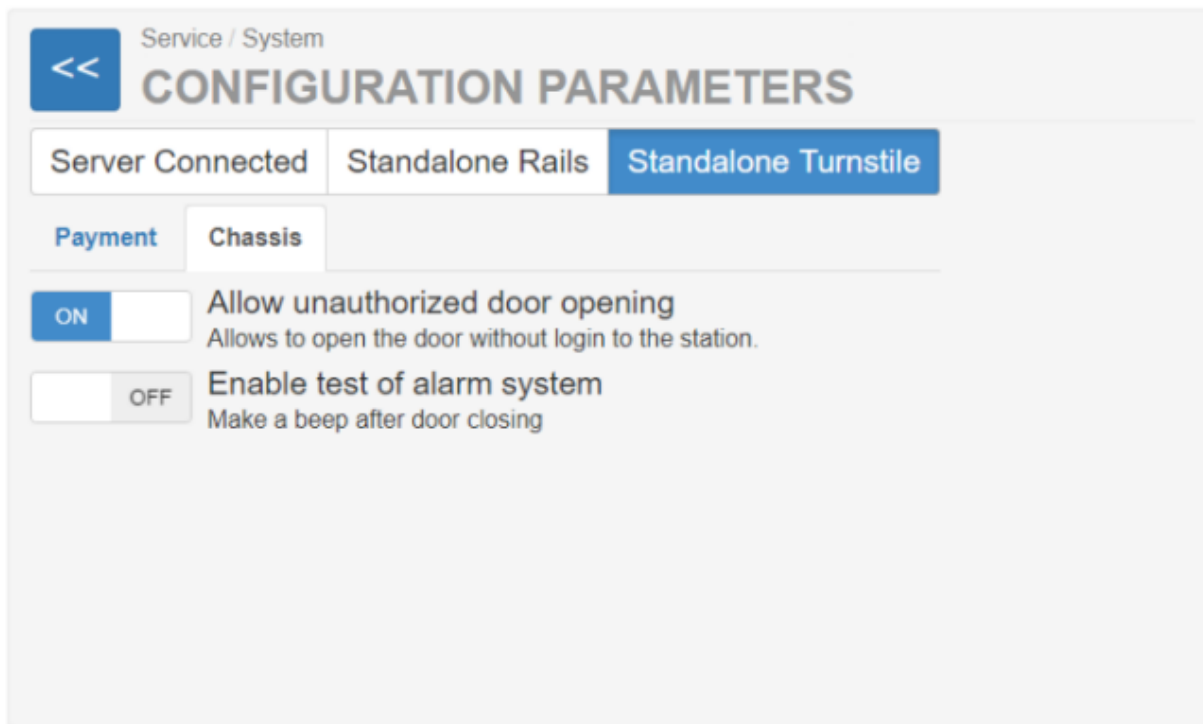 <<
Service / System
CONFIGURATION PARAMETERS
Server Connected Standalone Rails Standalone Turnstile
Payment Chassis
ON Allow unauthorized door opening
Allows to open the door without login to the station.
OFF Enable test of alarm system
Make a beep after door closing